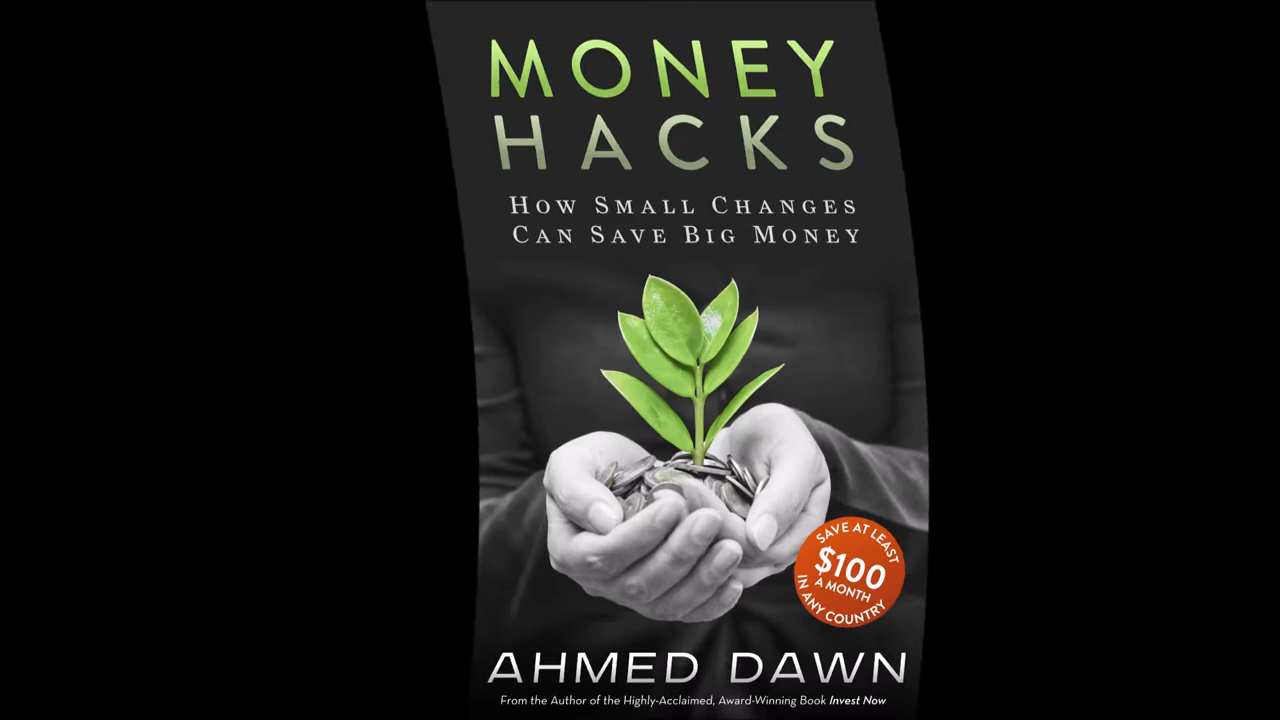 MONEY
HACKS
HOW SMALL CHANGES
CAN SAVE BIG MONEY
SAVE AT LEAST
$100
A MONTH
IN ANY COUNTRY
AHMED DAWN
From the Author of the Highly-Acclaimed, Award-Winning Book Invest Now